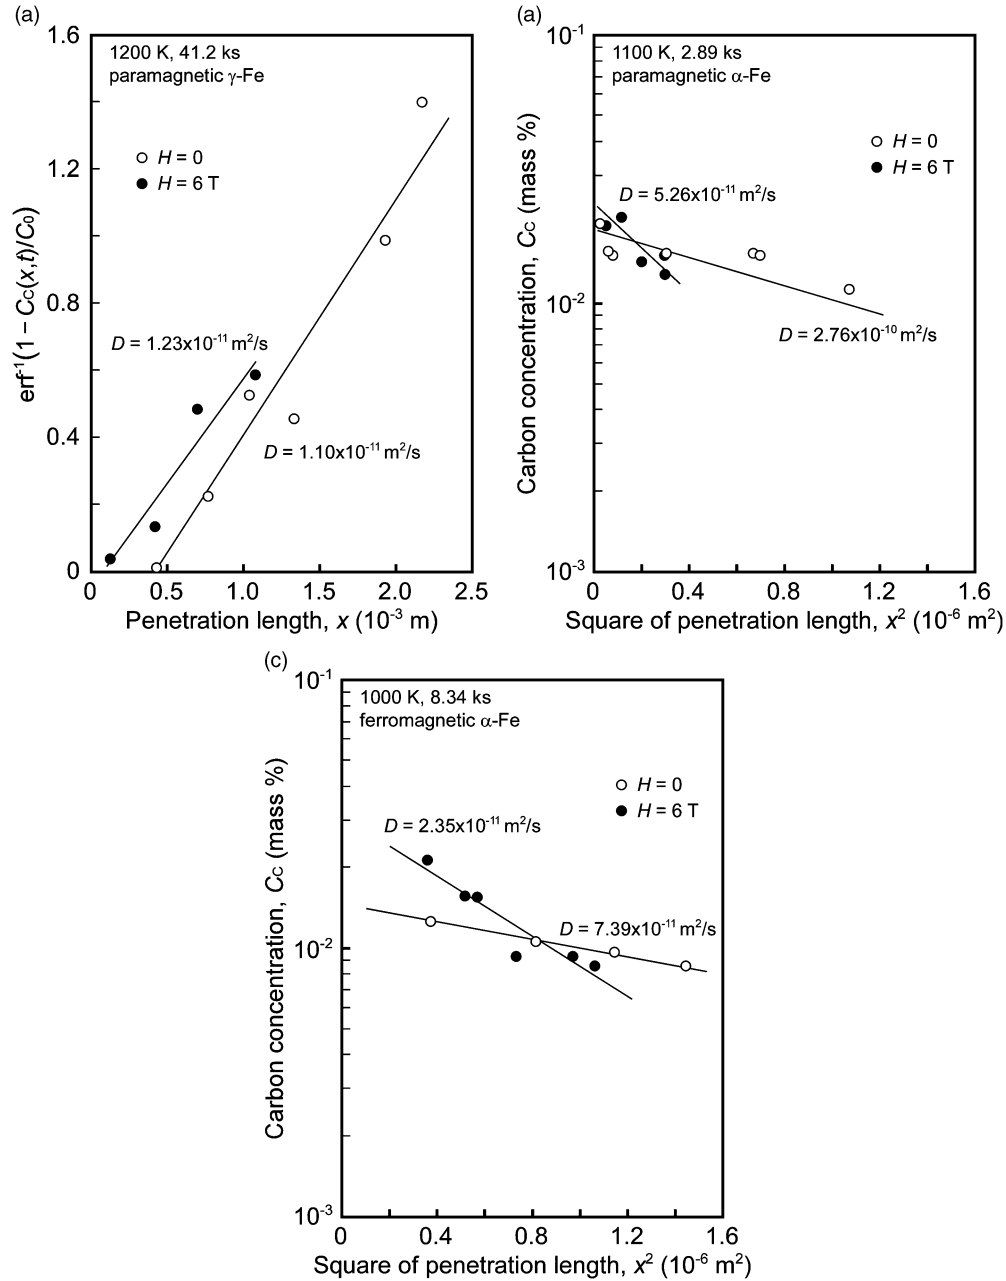 (a)
1200 K, 41.2 ks
paramagnetic γ-Fe
H = 0
H = 6 T
D = 1.23x10⁻¹¹ m²/s
D = 1.10x10⁻¹¹ m²/s
erf⁻¹(1 – Cc(x,t)/C₀)
1.6
1.2
0.8
0.4
0
0 0.5 1.0 1.5 2.0 2.5
Penetration length, x (10⁻³ m)
(a)
1100 K, 2.89 ks
paramagnetic α-Fe
H = 0
H = 6 T
D = 5.26x10⁻¹¹ m²/s
D = 2.76x10⁻¹⁰ m²/s
Carbon concentration, Cc (mass %)
10⁻¹
10⁻²
10⁻³
0 0.4 0.8 1.2 1.6
Square of penetration length, x² (10⁻⁶ m²)
(c)
1000 K, 8.34 ks
ferromagnetic α-Fe
H = 0
H = 6 T
D = 2.35x10⁻¹¹ m²/s
D = 7.39x10⁻¹¹ m²/s
Carbon concentration, Cc (mass %)
10⁻¹
10⁻²
10⁻³
0 0.4 0.8 1.2 1.6
Square of penetration length, x² (10⁻⁶ m²)